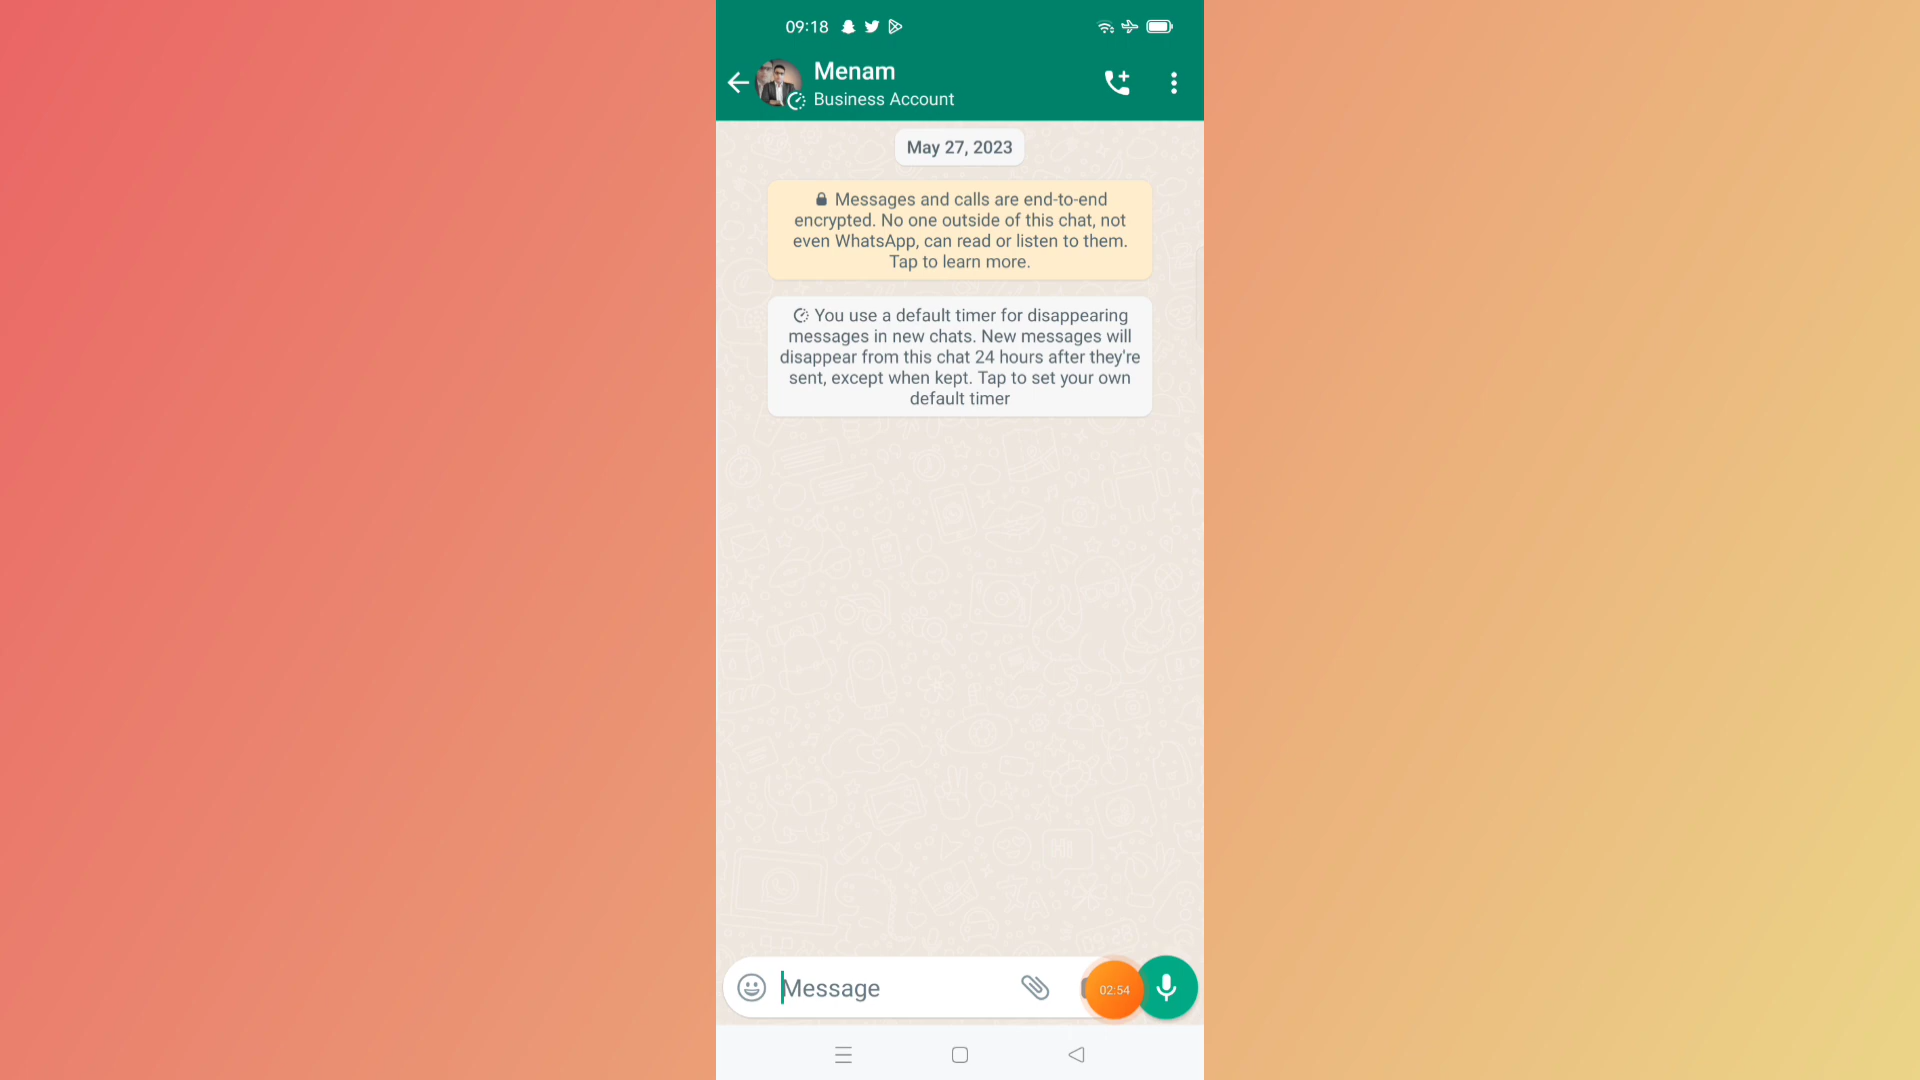 09:18
Menam
Business Account
May 27, 2023
Messages and calls are end-to-end
encrypted. No one outside of this chat, not
even WhatsApp, can read or listen to them.
Tap to learn more.
You use a default timer for disappearing
messages in new chats. New messages will
disappear from this chat 24 hours after they're
sent, except when kept. Tap to set your own
default timer
Message
02:54